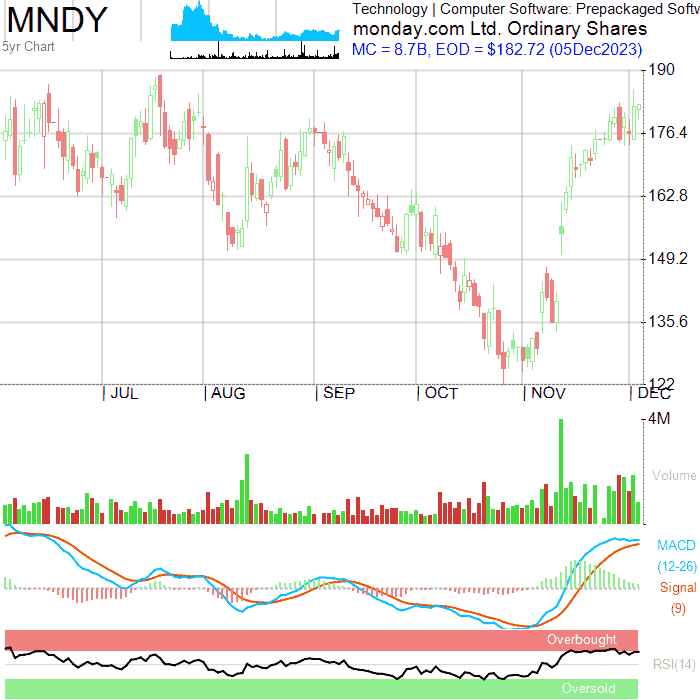 MNDY
5yr Chart
Technology | Computer Software: Prepackaged Softw
monday.com Ltd. Ordinary Shares
MC = 8.7B, EOD = $182.72 (05Dec2023)
190
176.4
162.8
149.2
135.6
122
JUL AUG SEP OCT NOV DEC
4M
Volume
MACD
(12-26)
Signal
(9)
Overbought
RSI(14)
Oversold